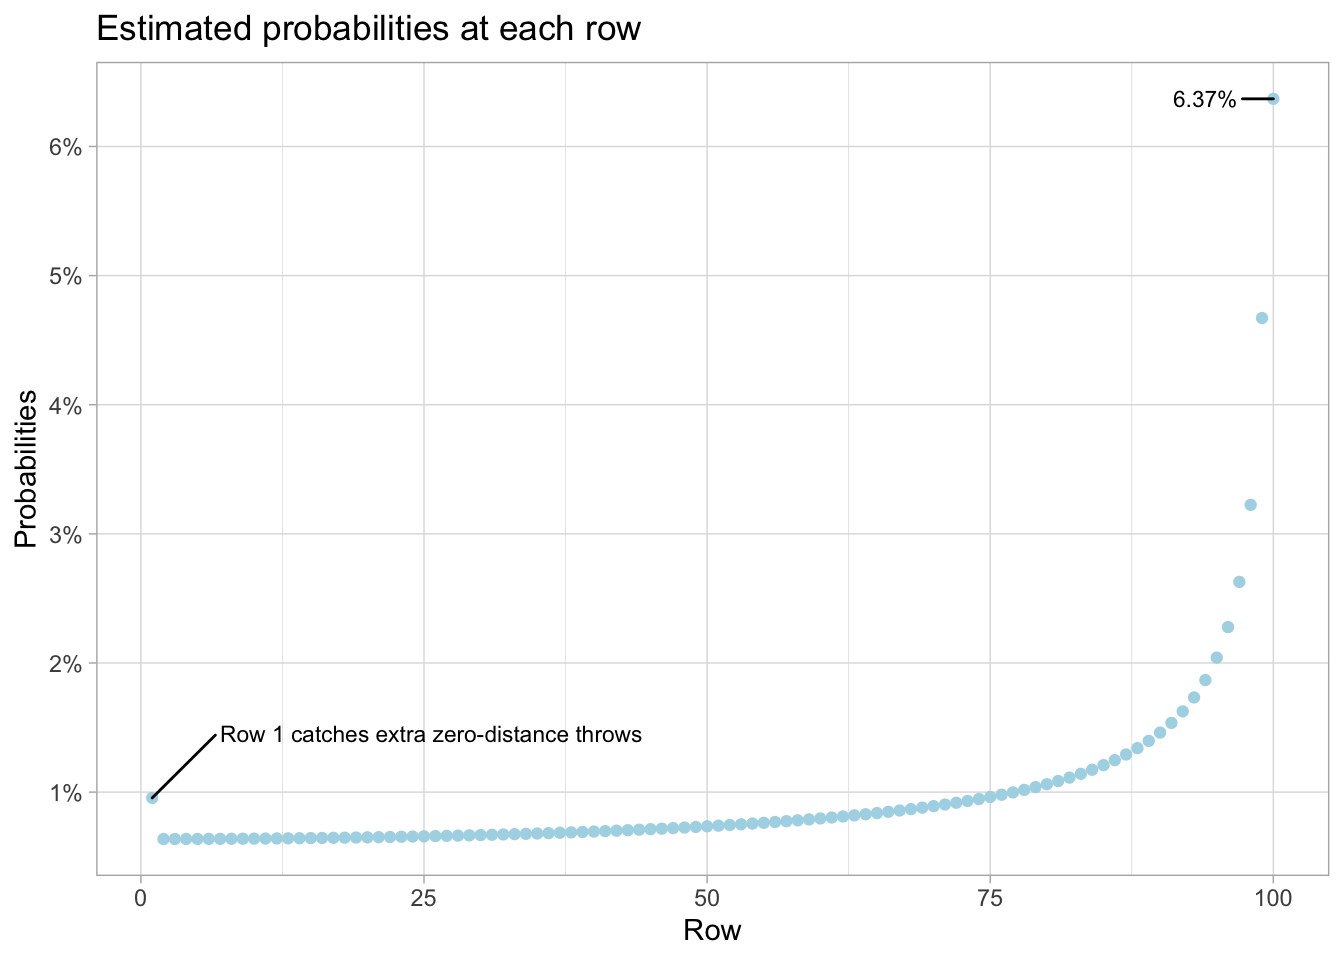 Estimated probabilities at each row
6.37%
6%
5%
4%
3%
2%
1%
Probabilities
Row 1 catches extra zero-distance throws
0 25 50 75 100
Row